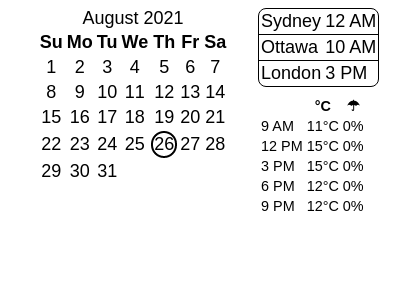 August 2021
Su Mo Tu We Th Fr Sa
1 2 3 4 5 6 7
8 9 10 11 12 13 14
15 16 17 18 19 20 21
22 23 24 25 26 27 28
29 30 31
Sydney 12 AM
Ottawa 10 AM
London 3 PM
°C ☂
9 AM 11°C 0%
12 PM 15°C 0%
3 PM 15°C 0%
6 PM 12°C 0%
9 PM 12°C 0%